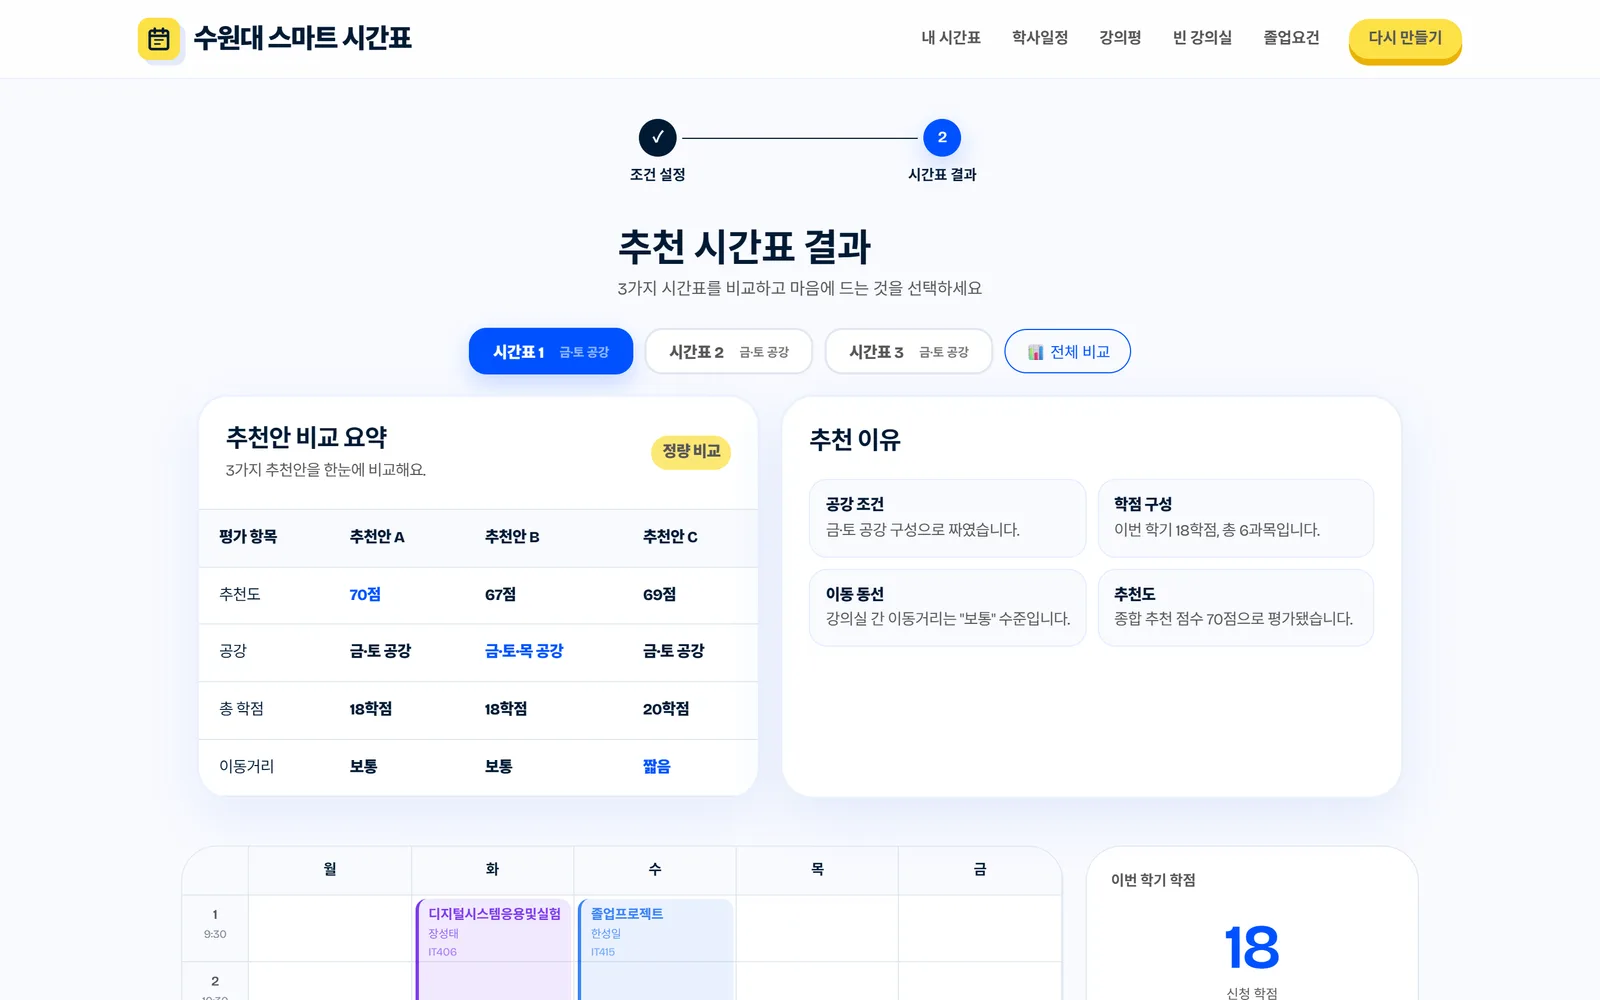 수원대 스마트 시간표
내 시간표 학사일정 강의평 빈 강의실 졸업요건 다시 만들기
✓ 2
조건 설정 시간표 결과
추천 시간표 결과
3가지 시간표를 비교하고 마음에 드는 것을 선택하세요
시간표 1 금·토 공강 시간표 2 금·토 공강 시간표 3 금·토 공강 📊 전체 비교
추천안 비교 요약
3가지 추천안을 한눈에 비교해요.
정량 비교
평가 항목 추천안 A 추천안 B 추천안 C
추천도 70점 67점 69점
공강 금·토 공강 금·토·목 공강 금·토 공강
총 학점 18학점 18학점 20학점
이동거리 보통 보통 짧음
추천 이유
공강 조건
금·토 공강 구성으로 짜였습니다.
학점 구성
이번 학기 18학점, 총 6과목입니다.
이동 동선
강의실 간 이동거리는 "보통" 수준입니다.
추천도
종합 추천 점수 70점으로 평가됐습니다.
월 화 수 목 금
1
9:30
디지털시스템응용및실험
장성태
IT406
졸업프로젝트
한성일
IT415
2
10:30
이번 학기 학점
18
신청 학점